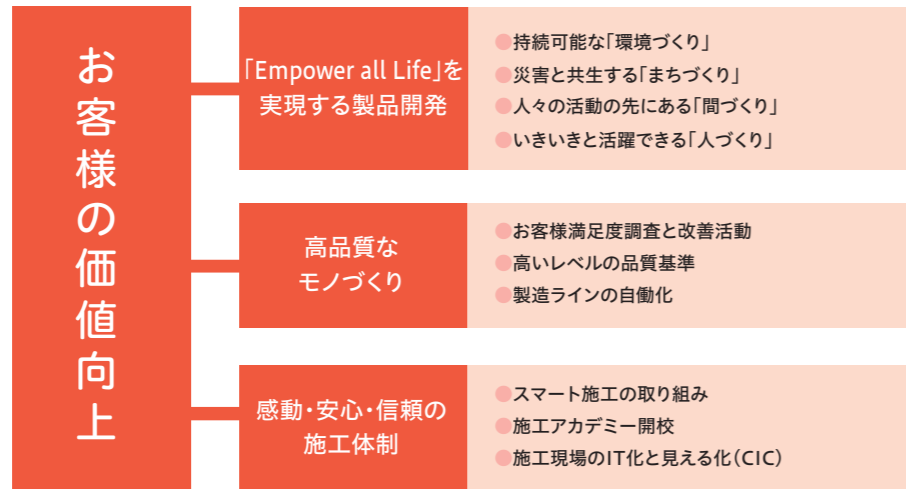 お客様の価値向上
「Empower all Life」を
実現する製品開発
●持続可能な「環境づくり」
●災害と共生する「まちづくり」
●人々の活動の先にある「間づくり」
●いきいきと活躍できる「人づくり」
高品質な
モノづくり
●お客様満足度調査と改善活動
●高いレベルの品質基準
●製造ラインの自働化
感動・安心・信頼の
施工体制
●スマート施工の取り組み
●施工アカデミー開校
●施工現場のIT化と見える化（CIC）